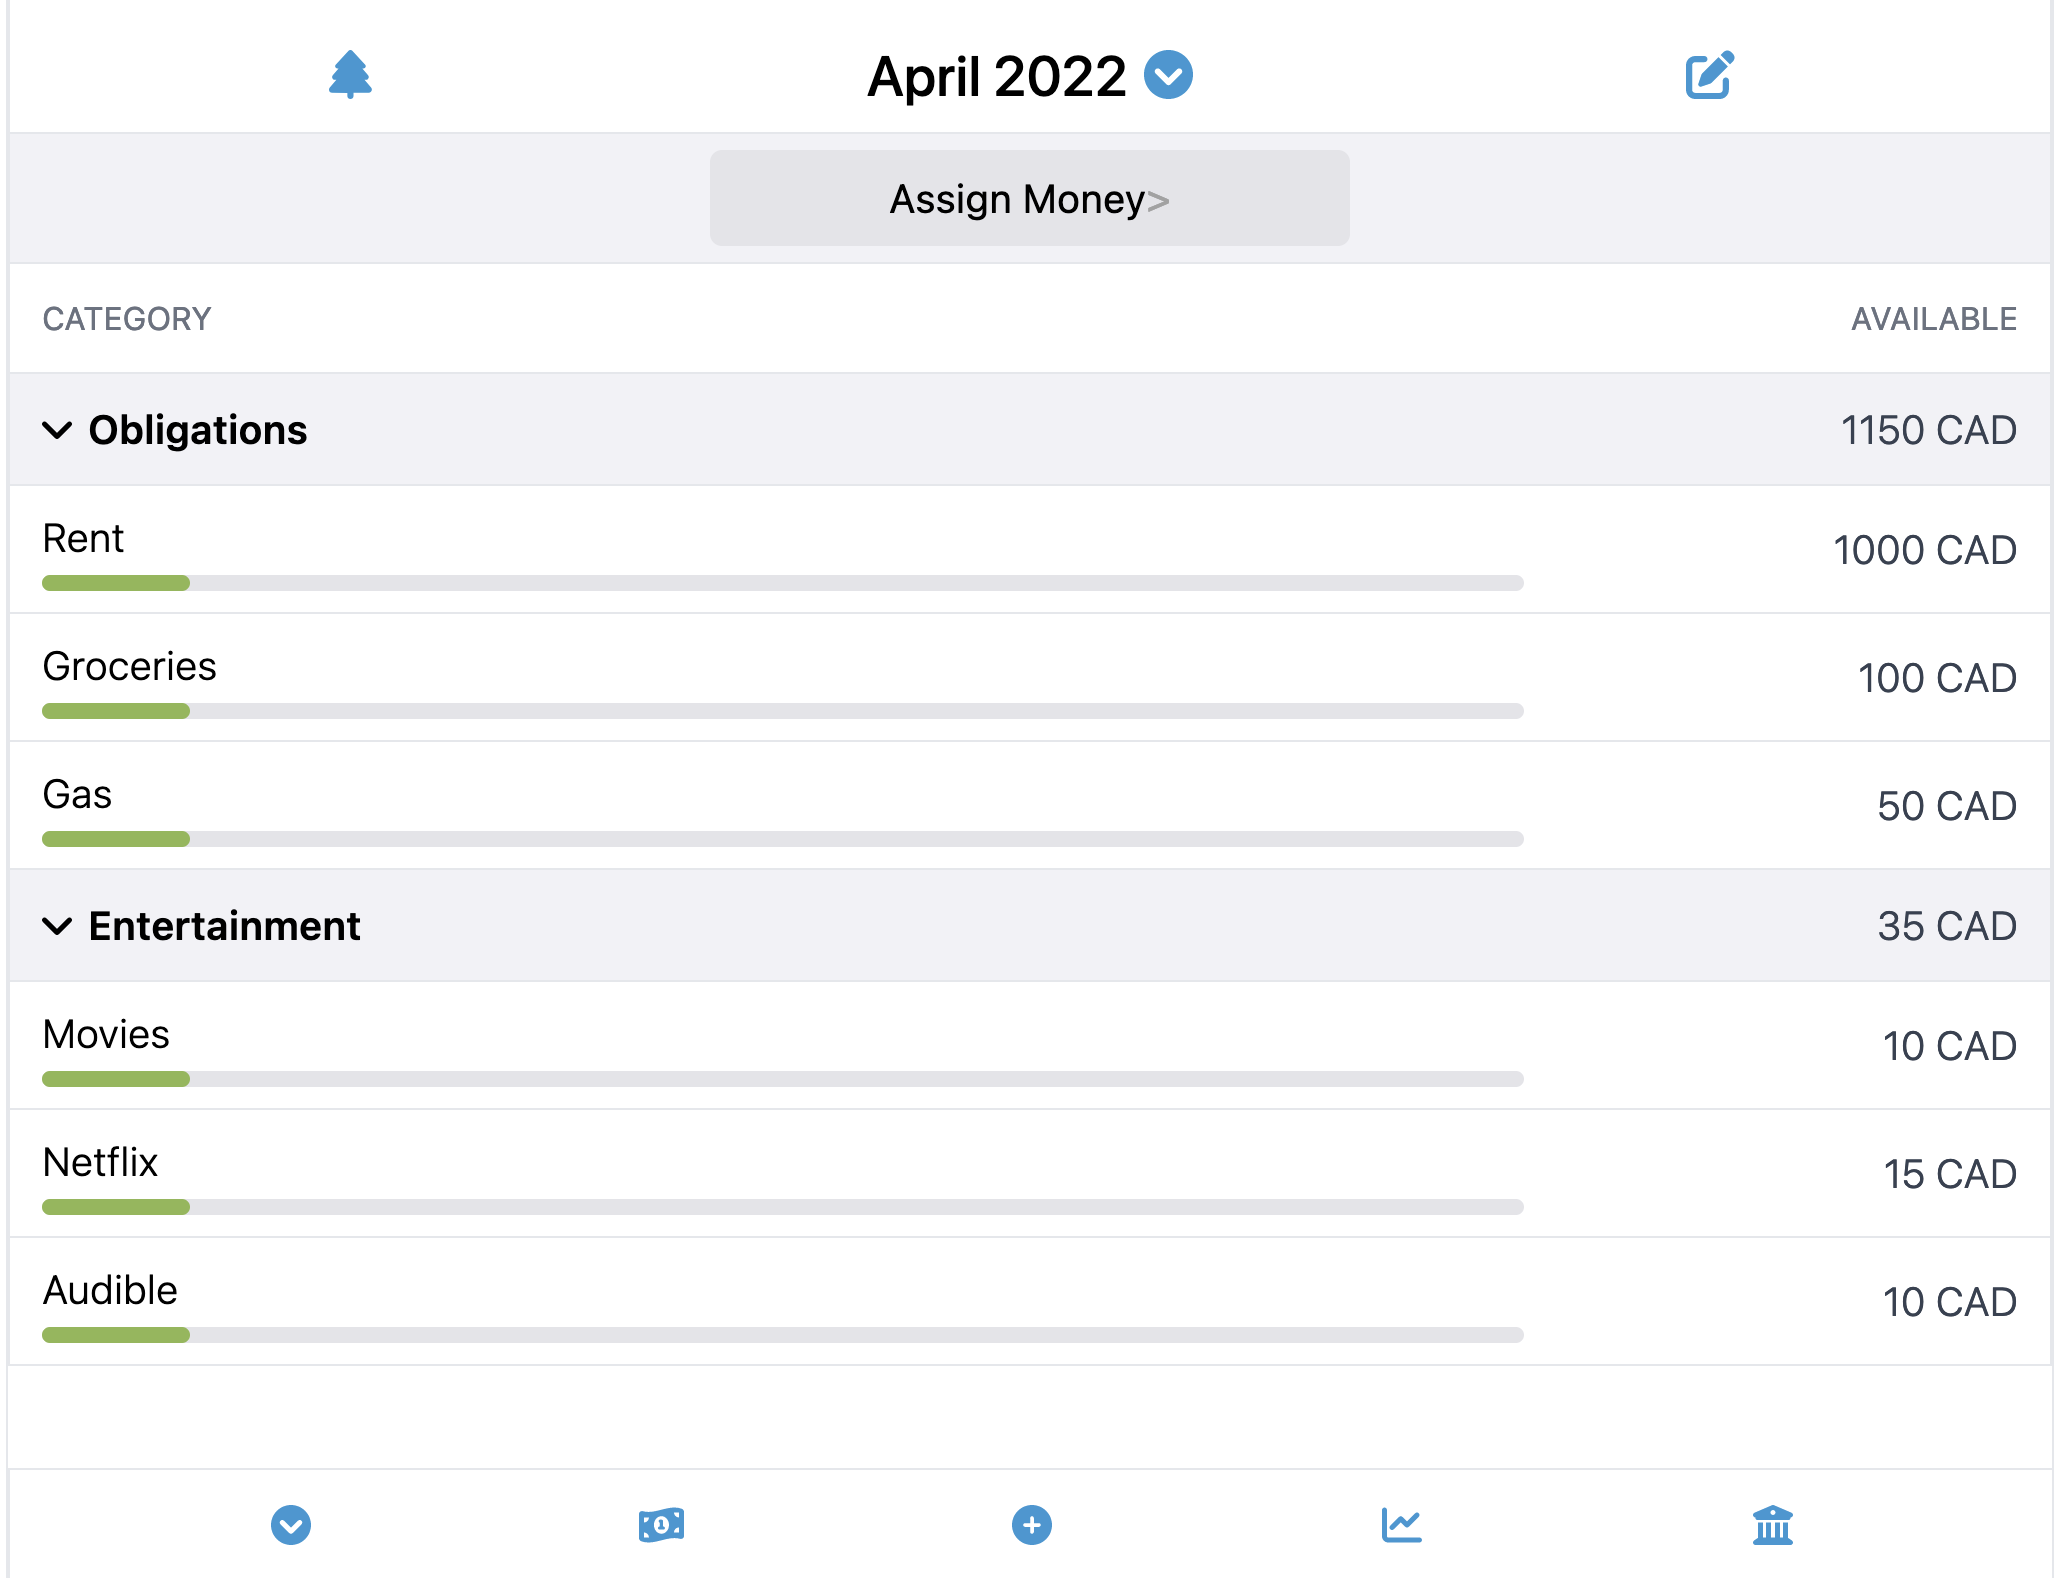 April 2022
Assign Money>
CATEGORY AVAILABLE
Obligations 1150 CAD
Rent 1000 CAD
Groceries 100 CAD
Gas 50 CAD
Entertainment 35 CAD
Movies 10 CAD
Netflix 15 CAD
Audible 10 CAD
1